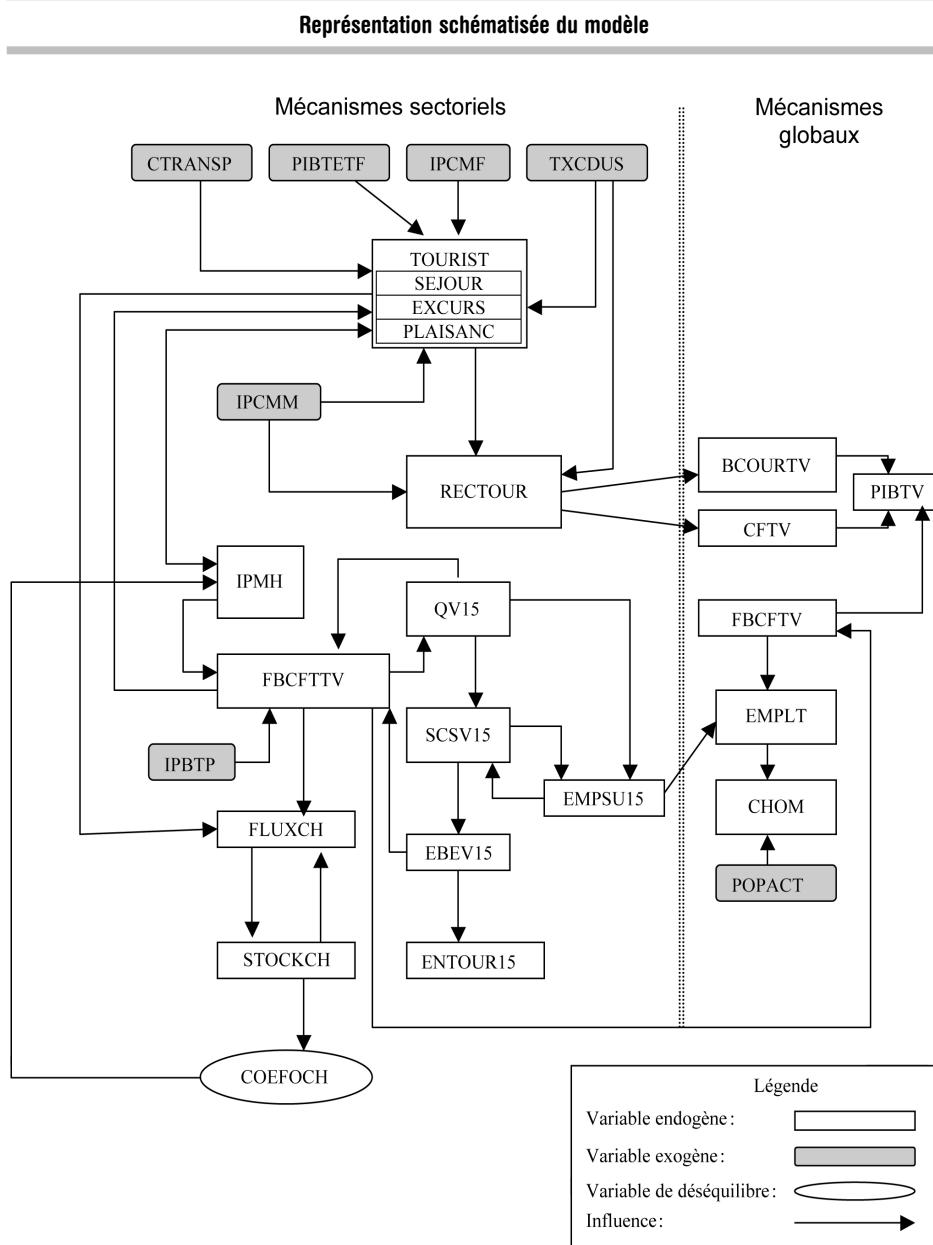 Représentation schématisée du modèle
Mécanismes sectoriels
Mécanismes
globaux
CTRANSP
PIBTETF
IPCMF
TXCDUS
TOURIST
SEJOUR
EXCURS
PLAISANC
IPCMM
RECTOUR
BCOURTV
PIBTV
CFTV
IPMH
QV15
FBCFTV
FBCFTTV
EMPLT
SCSV15
IPBTP
EMPSU15
CHOM
FLUXCH
EBEV15
POPACT
STOCKCH
ENTOUR15
COEFOCH
Légende
Variable endogène :
Variable exogène :
Variable de déséquilibre :
Influence :